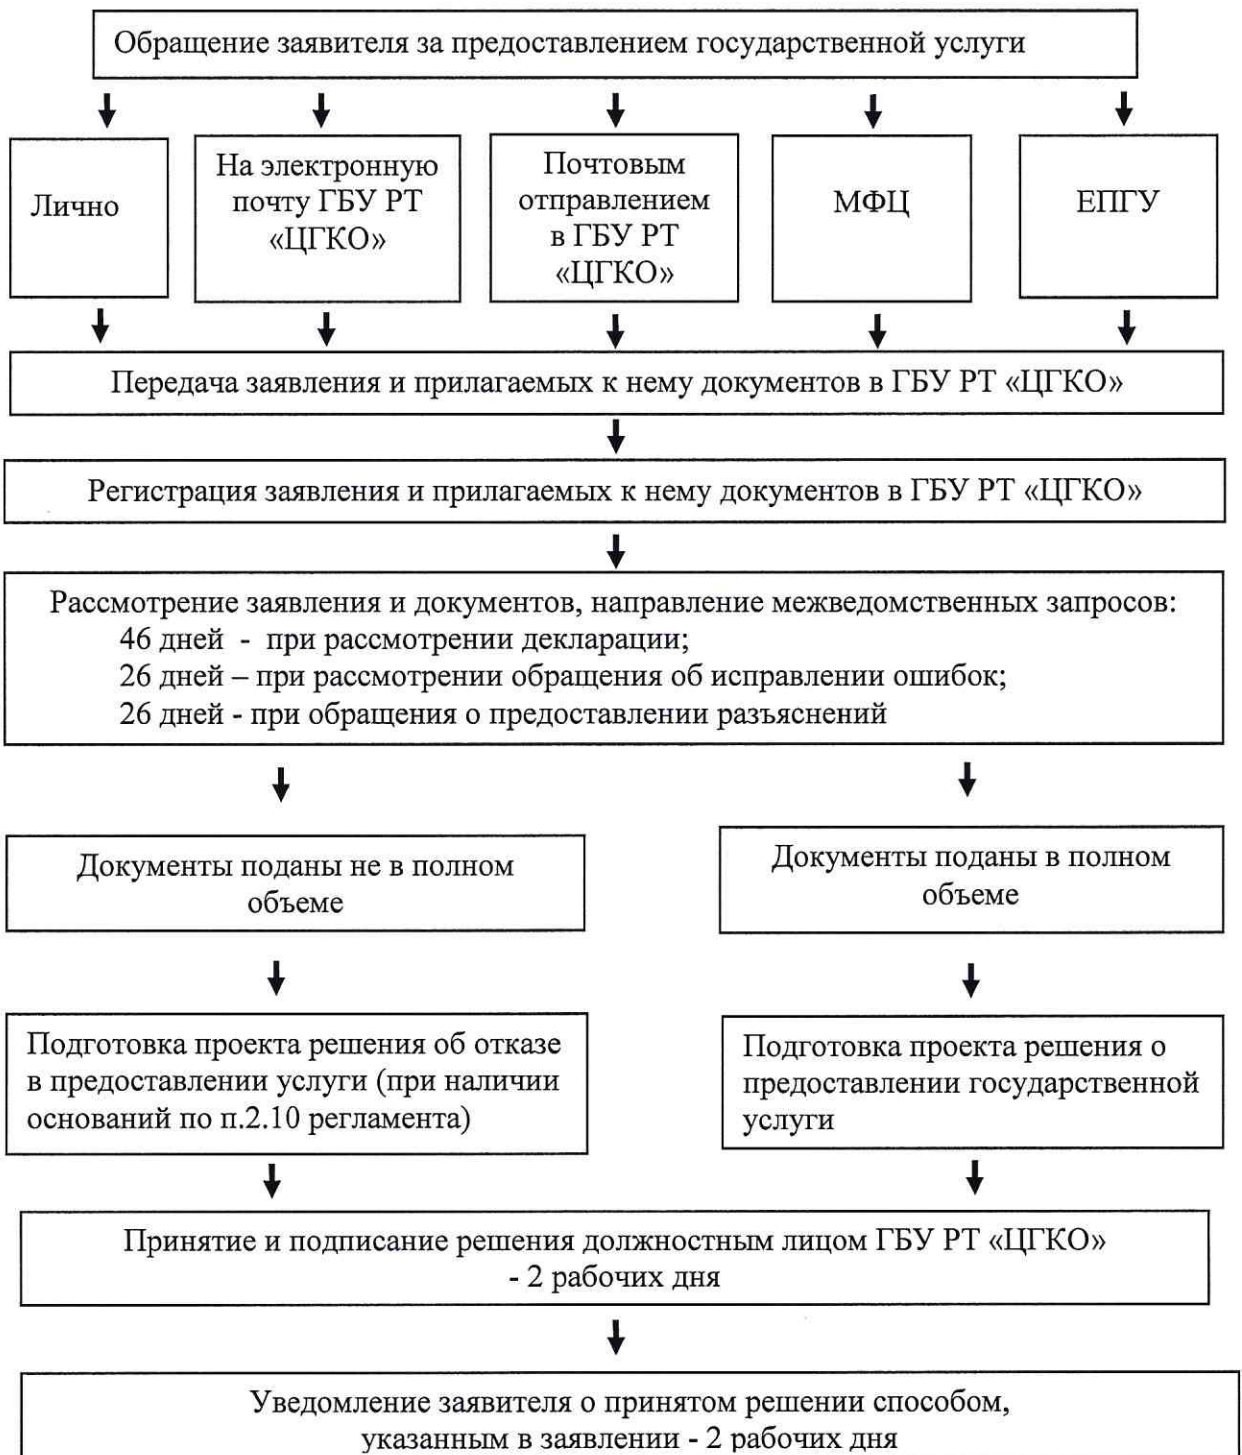 Обращение заявителя за предоставлением государственной услуги
Лично
На электронную
почту ГБУ РТ
«ЦГКО»
Почтовым
отправлением
в ГБУ РТ
«ЦГКО»
МФЦ
ЕПГУ
Передача заявления и прилагаемых к нему документов в ГБУ РТ «ЦГКО»
Регистрация заявления и прилагаемых к нему документов в ГБУ РТ «ЦГКО»
Рассмотрение заявления и документов, направление межведомственных запросов:
46 дней - при рассмотрении декларации;
26 дней – при рассмотрении обращения об исправлении ошибок;
26 дней - при обращения о предоставлении разъяснений
Документы поданы не в полном
объеме
Документы поданы в полном
объеме
Подготовка проекта решения об отказе
в предоставлении услуги (при наличии
оснований по п.2.10 регламента)
Подготовка проекта решения о
предоставлении государственной
услуги
Принятие и подписание решения должностным лицом ГБУ РТ «ЦГКО»
- 2 рабочих дня
Уведомление заявителя о принятом решении способом,
указанным в заявлении - 2 рабочих дня